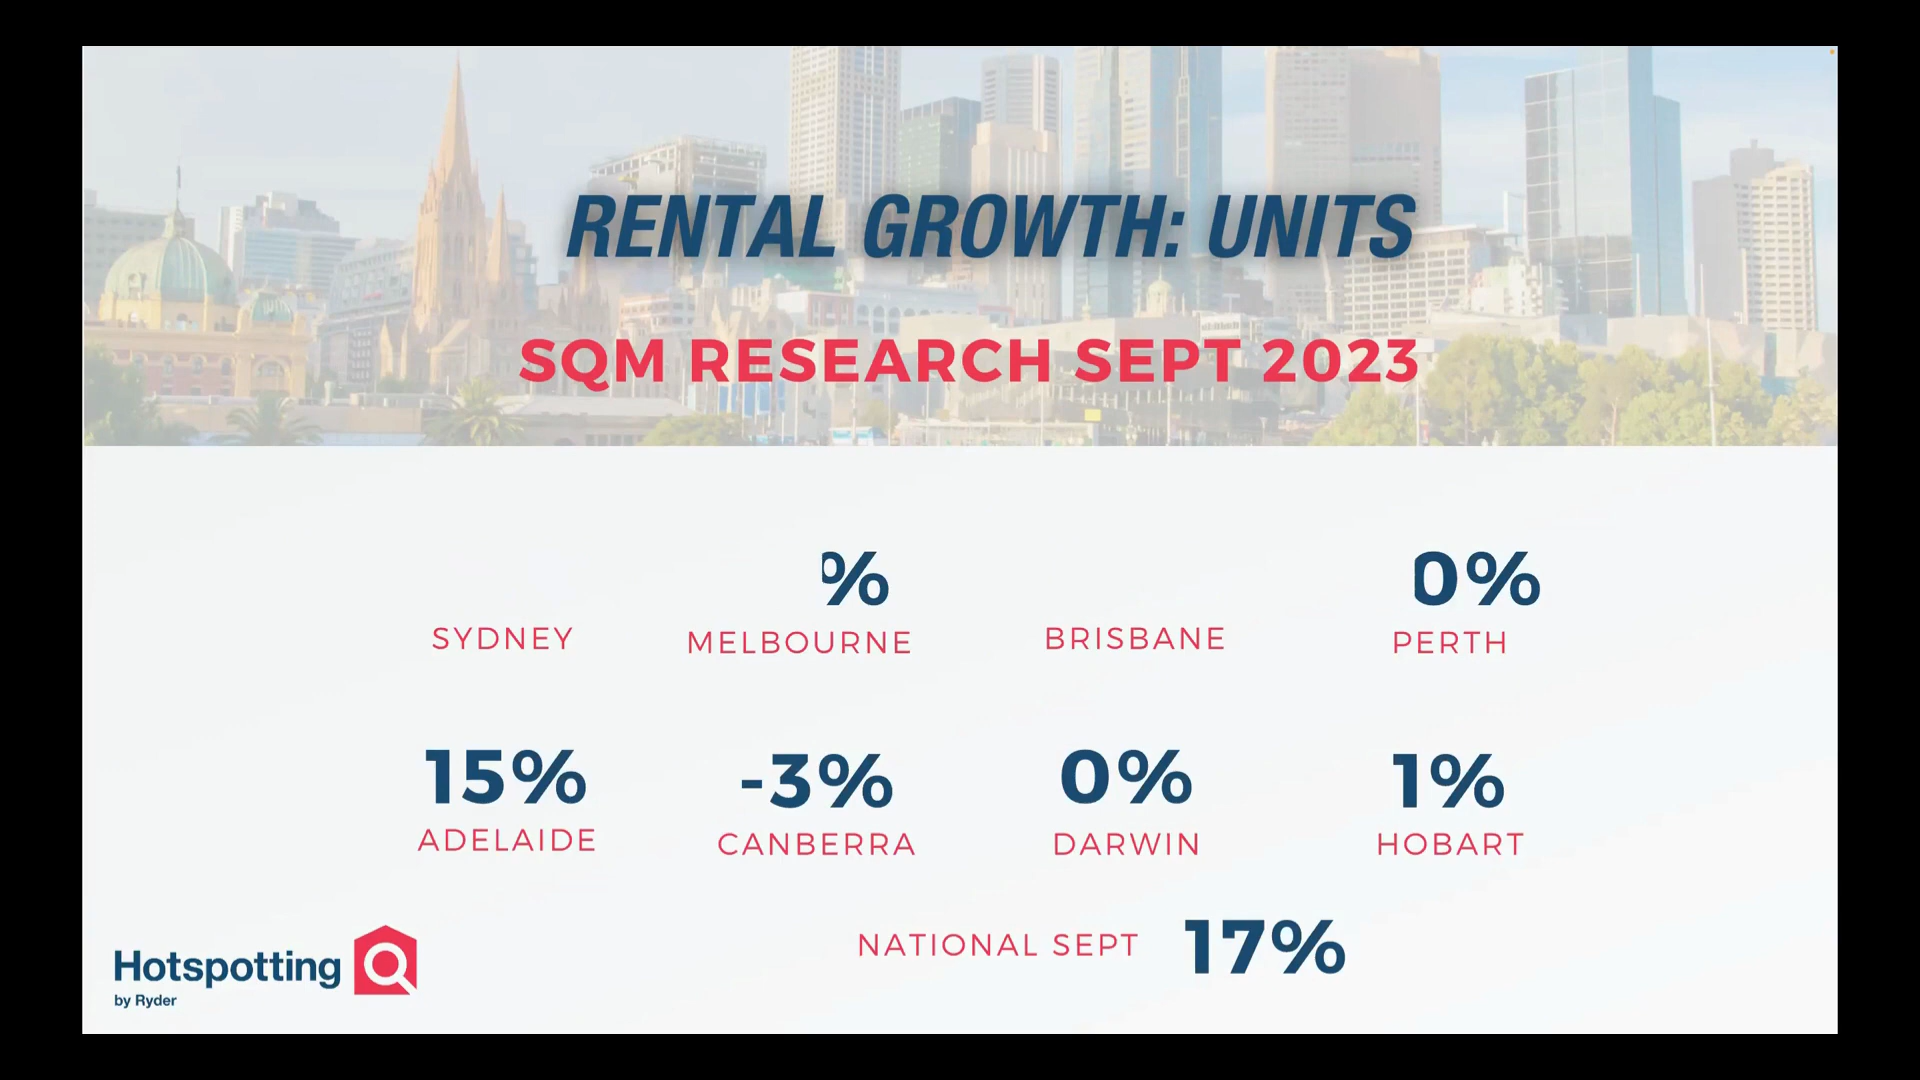 RENTAL GROWTH: UNITS
SQM RESEARCH SEPT 2023
%
0%
SYDNEY
MELBOURNE
BRISBANE
PERTH
15%
-3%
0%
1%
ADELAIDE
CANBERRA
DARWIN
HOBART
NATIONAL SEPT 17%
Hotspotting
by Ryder